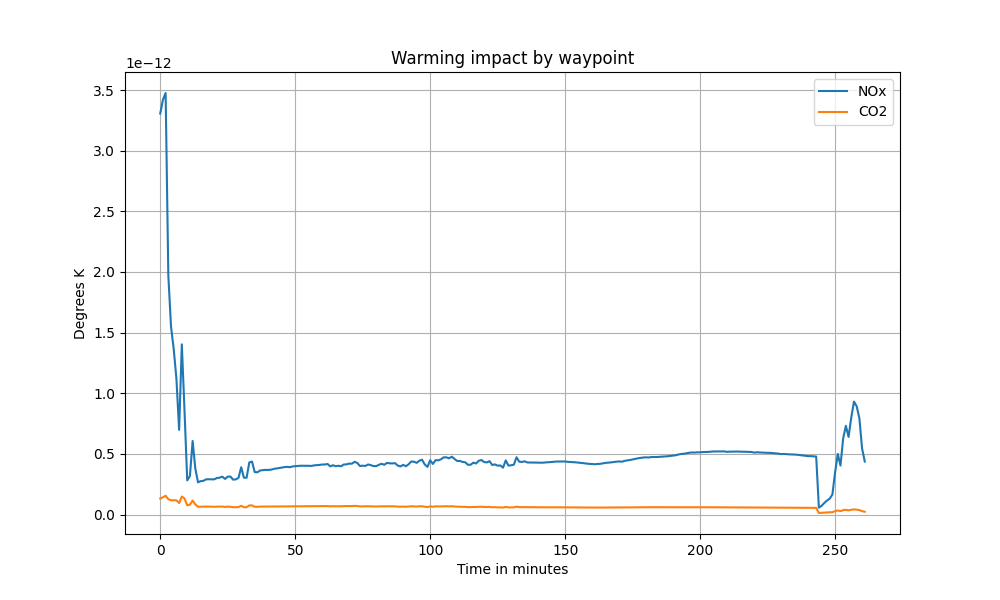 Warming impact by waypoint
1e−12
3.5
3.0
2.5
2.0
1.5
1.0
0.5
0.0
Degrees K
NOx
CO2
0 50 100 150 200 250
Time in minutes